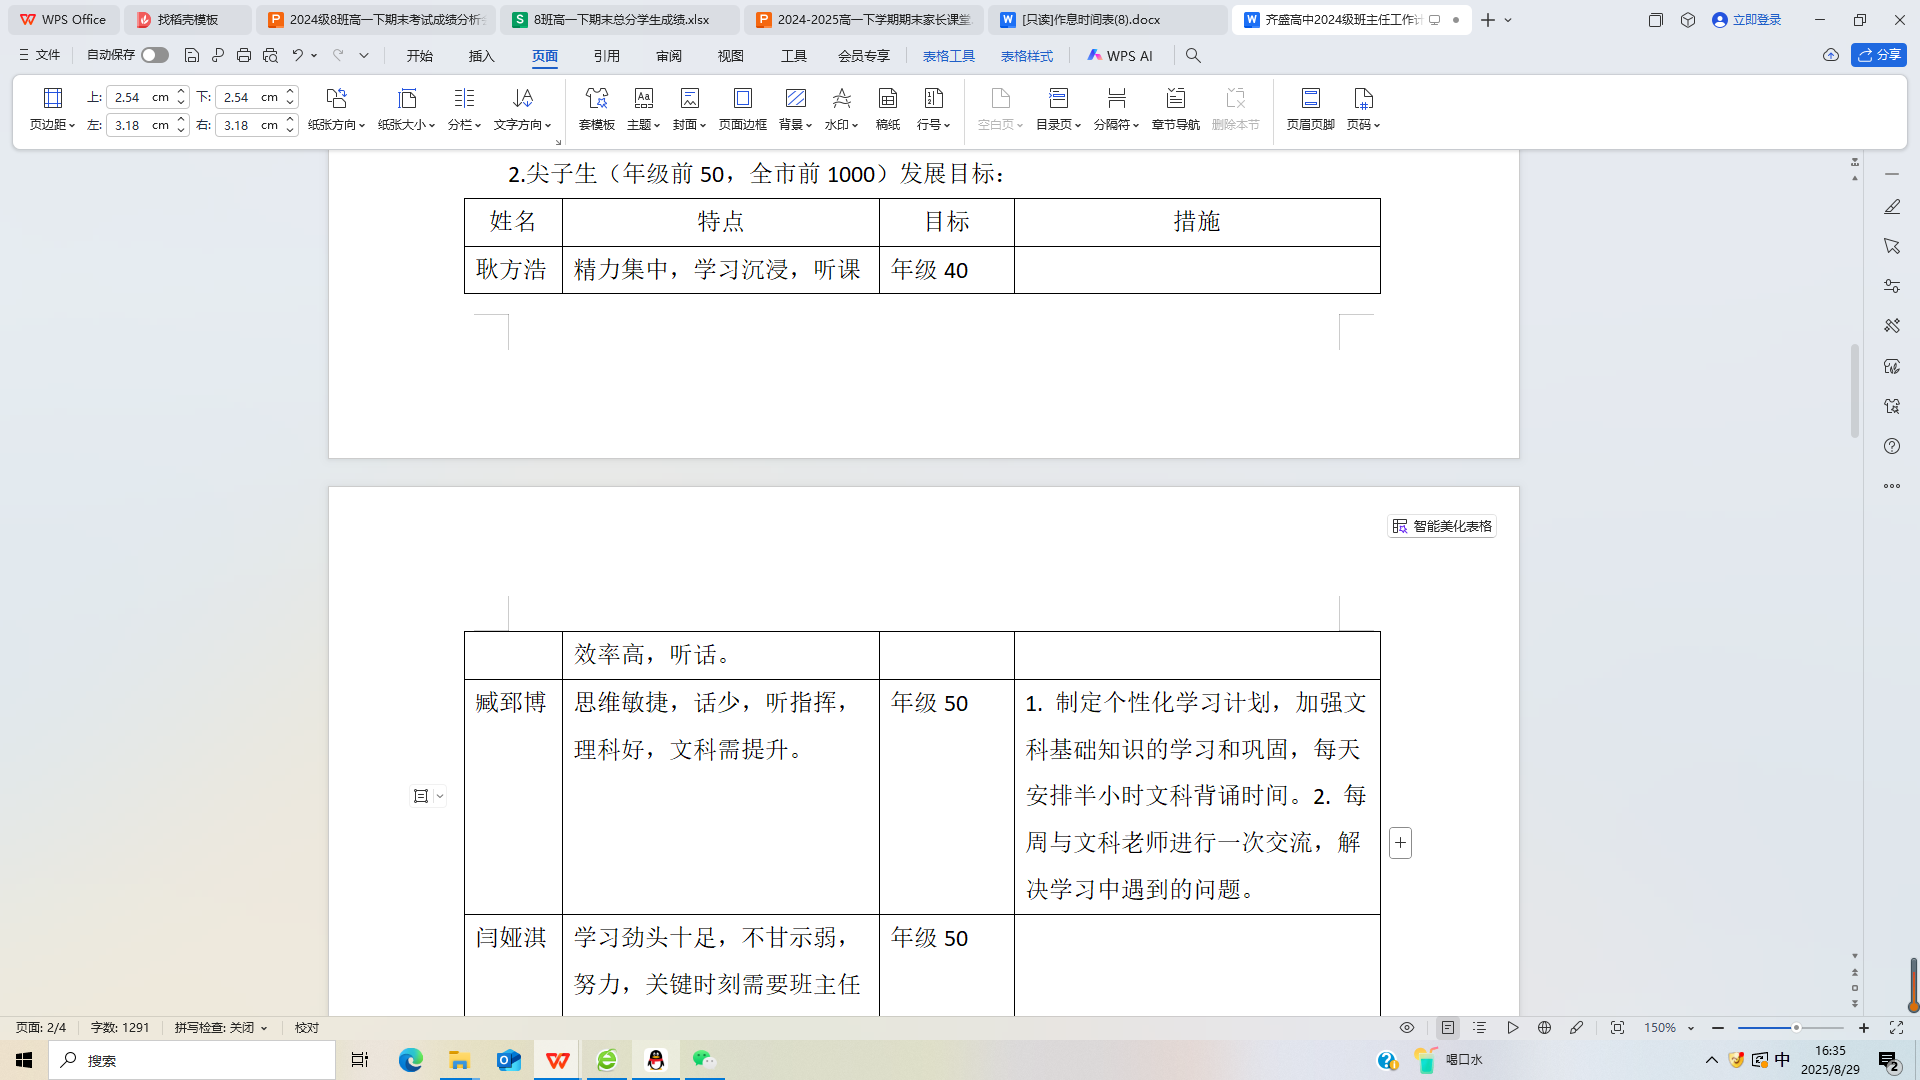 WPS Office 找稻壳模板 2024级8班高一下期末考试成绩分析 8班高一下期末总分学生成绩.xlsx 2024-2025高一下学期期末家长课堂. [只读]作息时间表(8).docx 齐盛高中2024级班主任工作计 立即登录
文件 自动保存 开始 插入 页面 引用 审阅 视图 工具 会员专享 表格工具 表格样式 WPS AI 分享
上: 2.54 cm 下: 2.54 cm
左: 3.18 cm 右: 3.18 cm
页边距 纸张方向 纸张大小 分栏 文字方向 套模板 主题 封面 页面边框 背景 水印 稿纸 行号 空白页 目录页 分隔符 章节导航 删除本节 页眉页脚 页码
2.尖子生（年级前50，全市前1000）发展目标：
姓名 特点 目标 措施
耿方浩 精力集中，学习沉浸，听课 年级40
智能美化表格
效率高，听话。
臧郅博 思维敏捷，话少，听指挥， 年级50 1. 制定个性化学习计划，加强文
理科好，文科需提升。 科基础知识的学习和巩固，每天
安排半小时文科背诵时间。2. 每
周与文科老师进行一次交流，解
决学习中遇到的问题。
闫娅淇 学习劲头十足，不甘示弱， 年级50
努力，关键时刻需要班主任
页面: 2/4 字数: 1291 拼写检查: 关闭 校对 150%
搜索 喝口水 中 16:35
2025/8/29 2